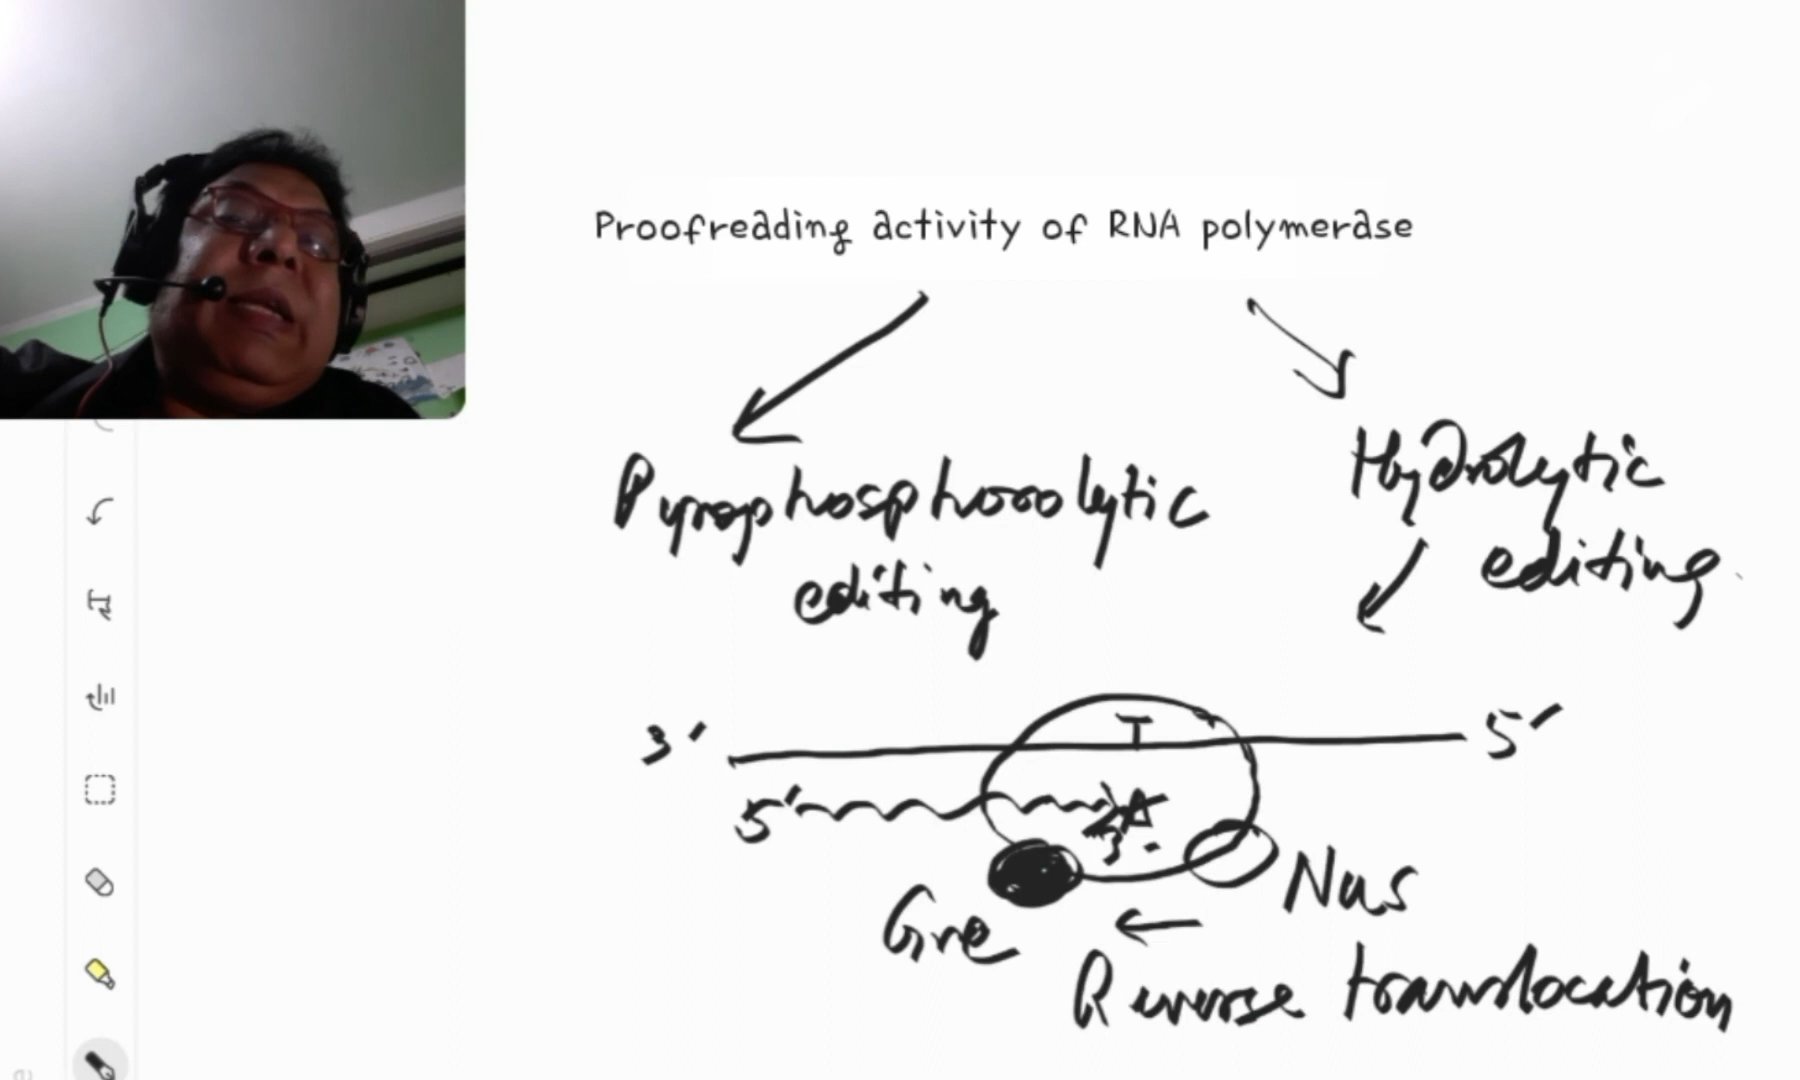 Proofreading activity of RNA polymerase
Pyrophosphorolytic
editing
Hydrolytic
editing.
3'
T
5'
5'
A
3'
Gre
Nus
Reverse translocation